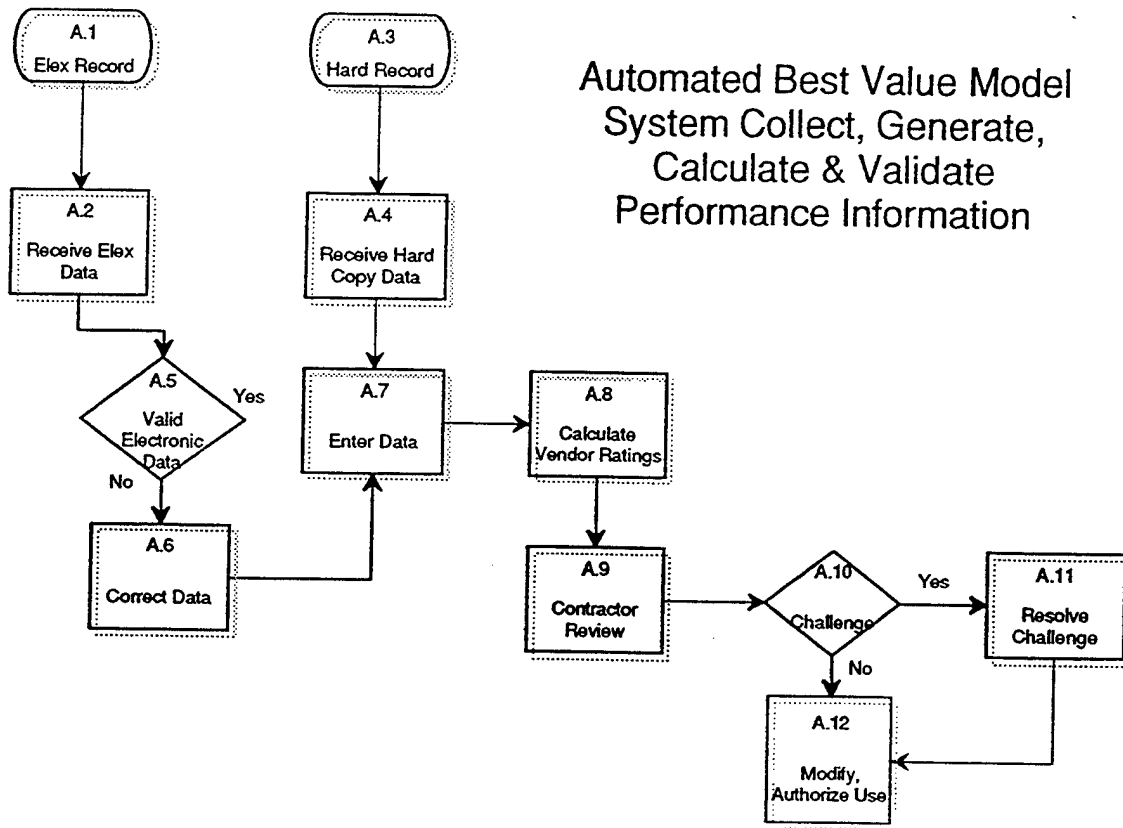 A.1
Elex Record
A.3
Hard Record
Automated Best Value Model
System Collect, Generate,
Calculate & Validate
Performance Information
A.2
Receive Elex
Data
A.4
Receive Hard
Copy Data
A.5
Valid
Electronic
Data
Yes
No
A.6
Correct Data
A.7
Enter Data
A.8
Calculate
Vendor Ratings
A.9
Contractor
Review
A.10
Challenge
Yes
No
A.11
Resolve
Challenge
A.12
Modify,
Authorize Use